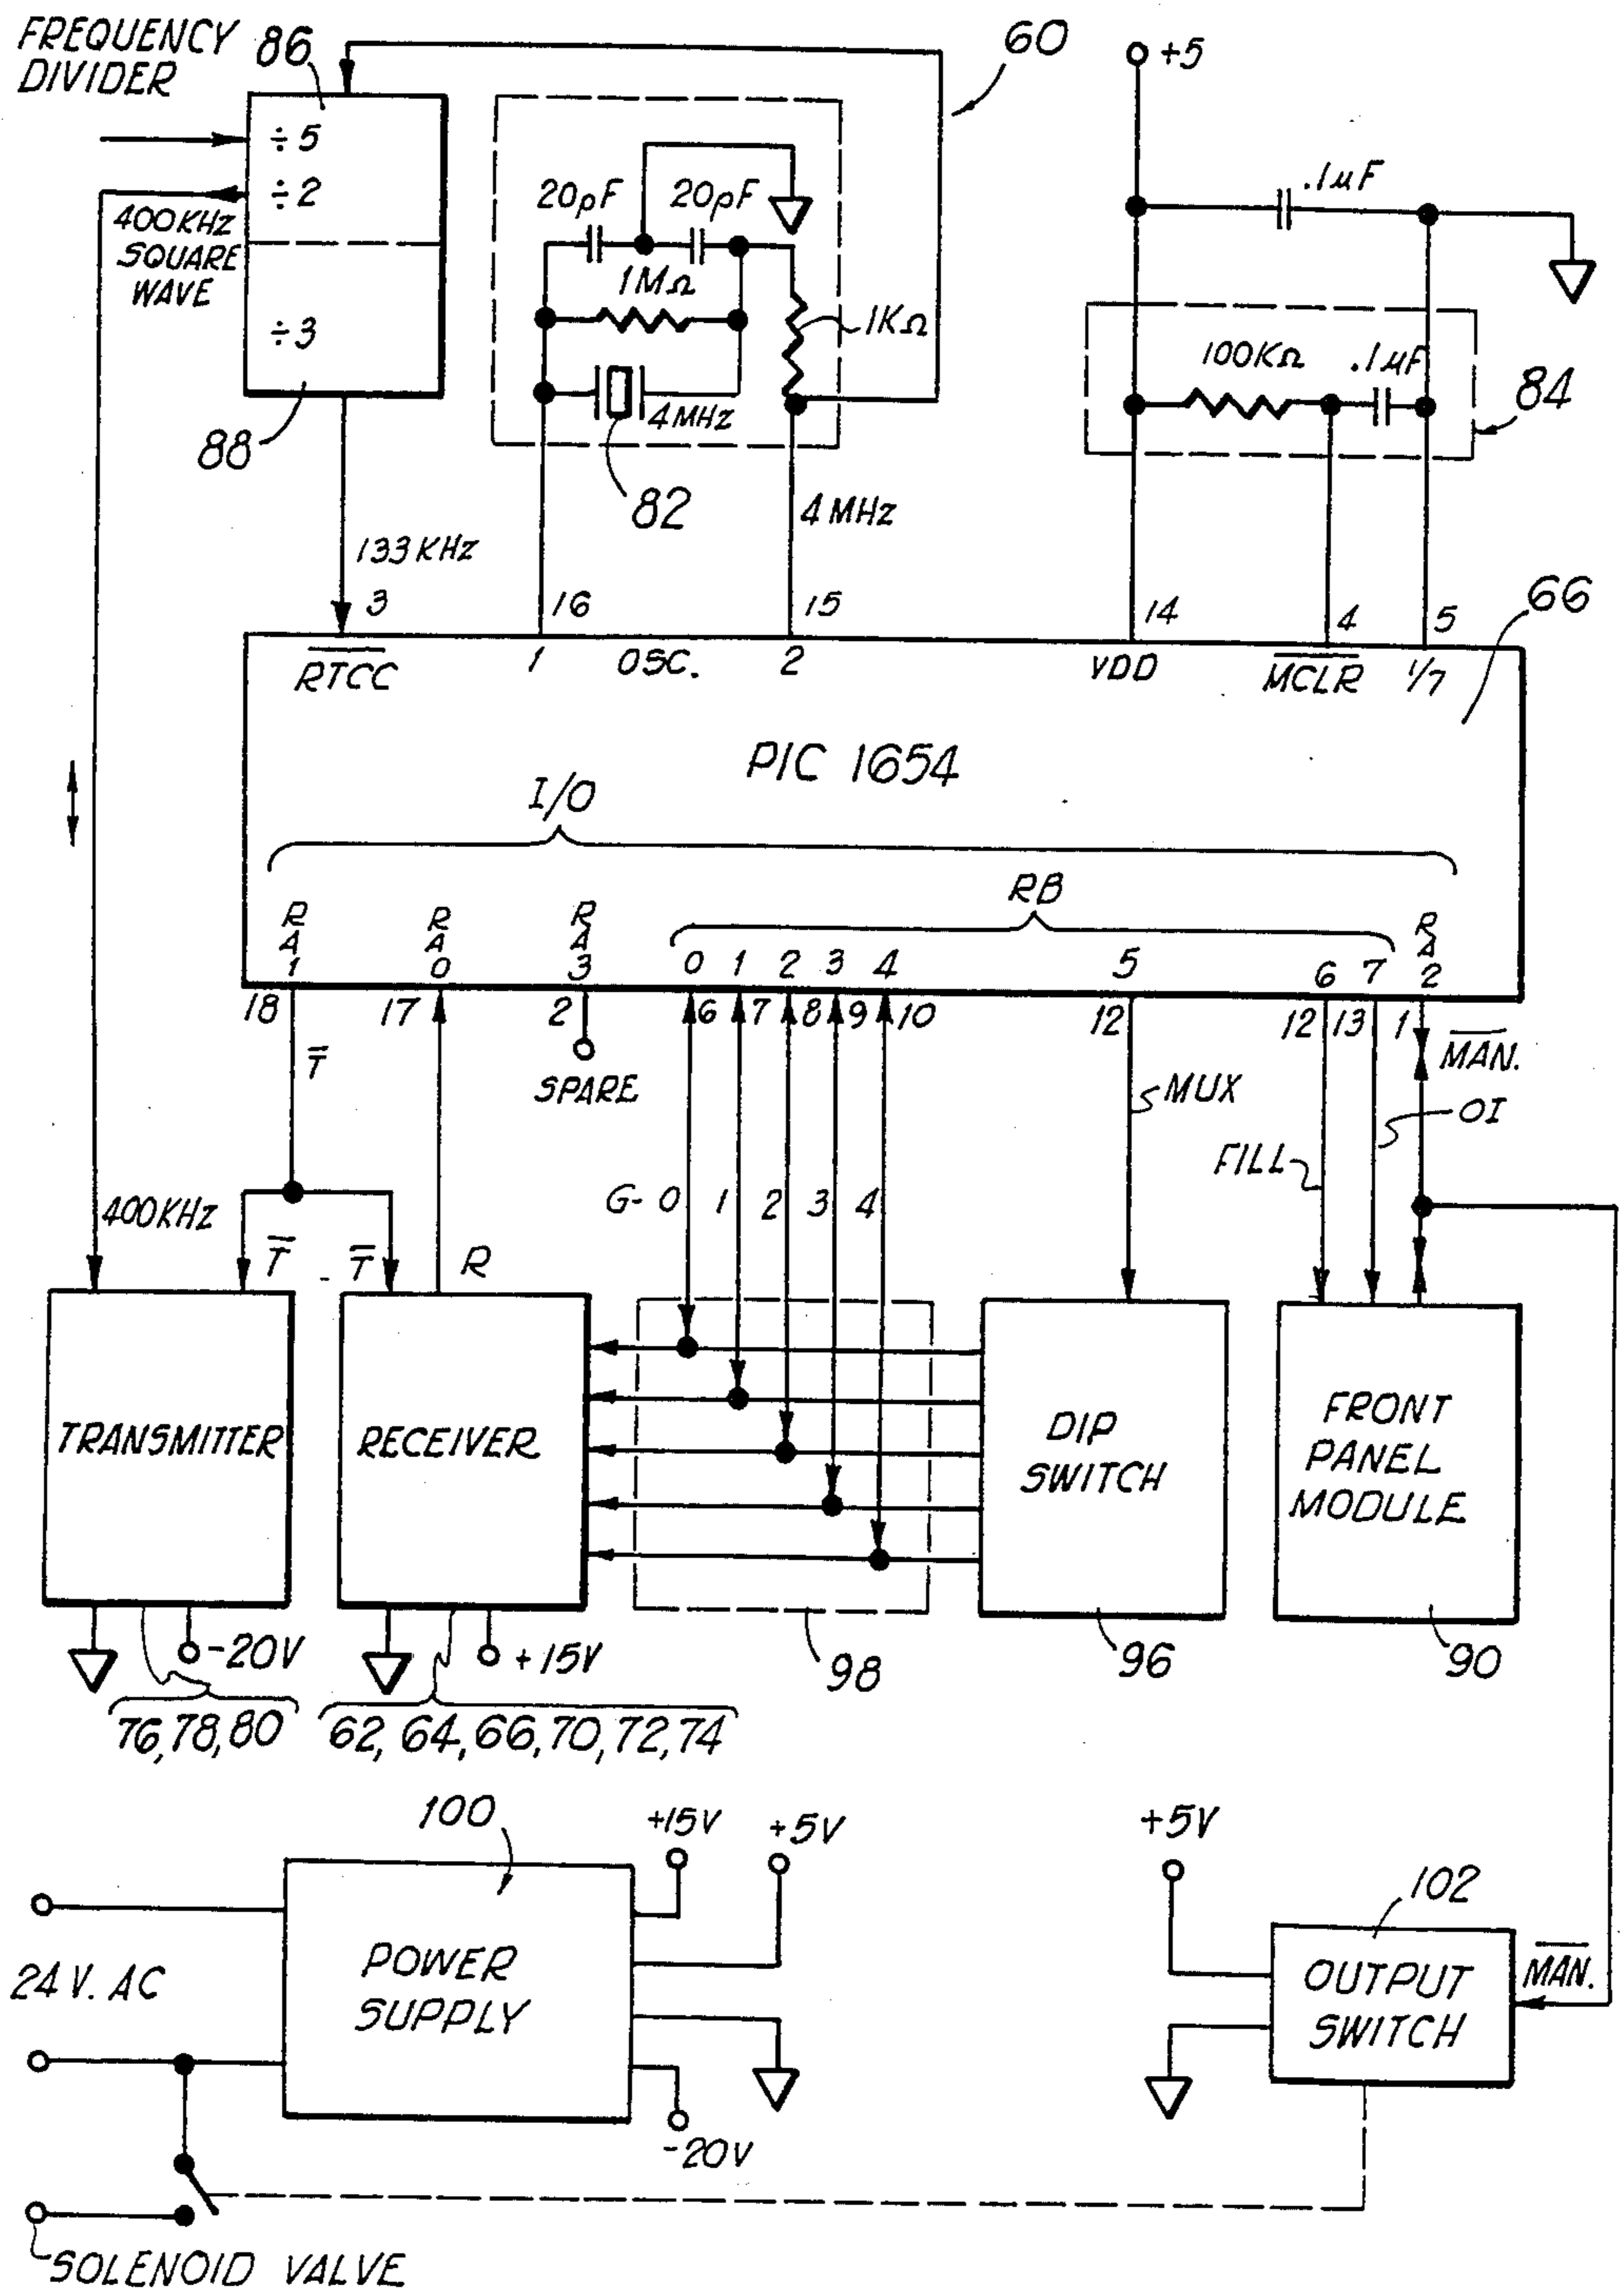 FREQUENCY
DIVIDER
86
60
+5
÷5
÷2
400KHz
SQUARE
WAVE
÷3
88
20pF
20pF
1MΩ
1KΩ
4MHz
82
.1µF
100KΩ
.1µF
84
133KHz
4MHz
3
16
15
14
4
5
66
RTCC
1
OSC.
2
VDD
MCLR
1/7
PIC 1654
I/O
RB
RA1
RA0
RA3
0
1
2
3
4
5
6
7
RA2
18
17
2
6
7
8
9
10
12
12
13
1
T
SPARE
MAN.
MUX
OI
FILL
400KHz
T
T
R
G- 0
1
2
3
4
TRANSMITTER
RECEIVER
DIP
SWITCH
FRONT
PANEL
MODULE
-20V
+15V
98
96
90
76,78,80
62,64,66,70,72,74
100
+15V
+5V
+5V
102
24V. AC
POWER
SUPPLY
OUTPUT
SWITCH
MAN.
-20V
SOLENOID VALVE